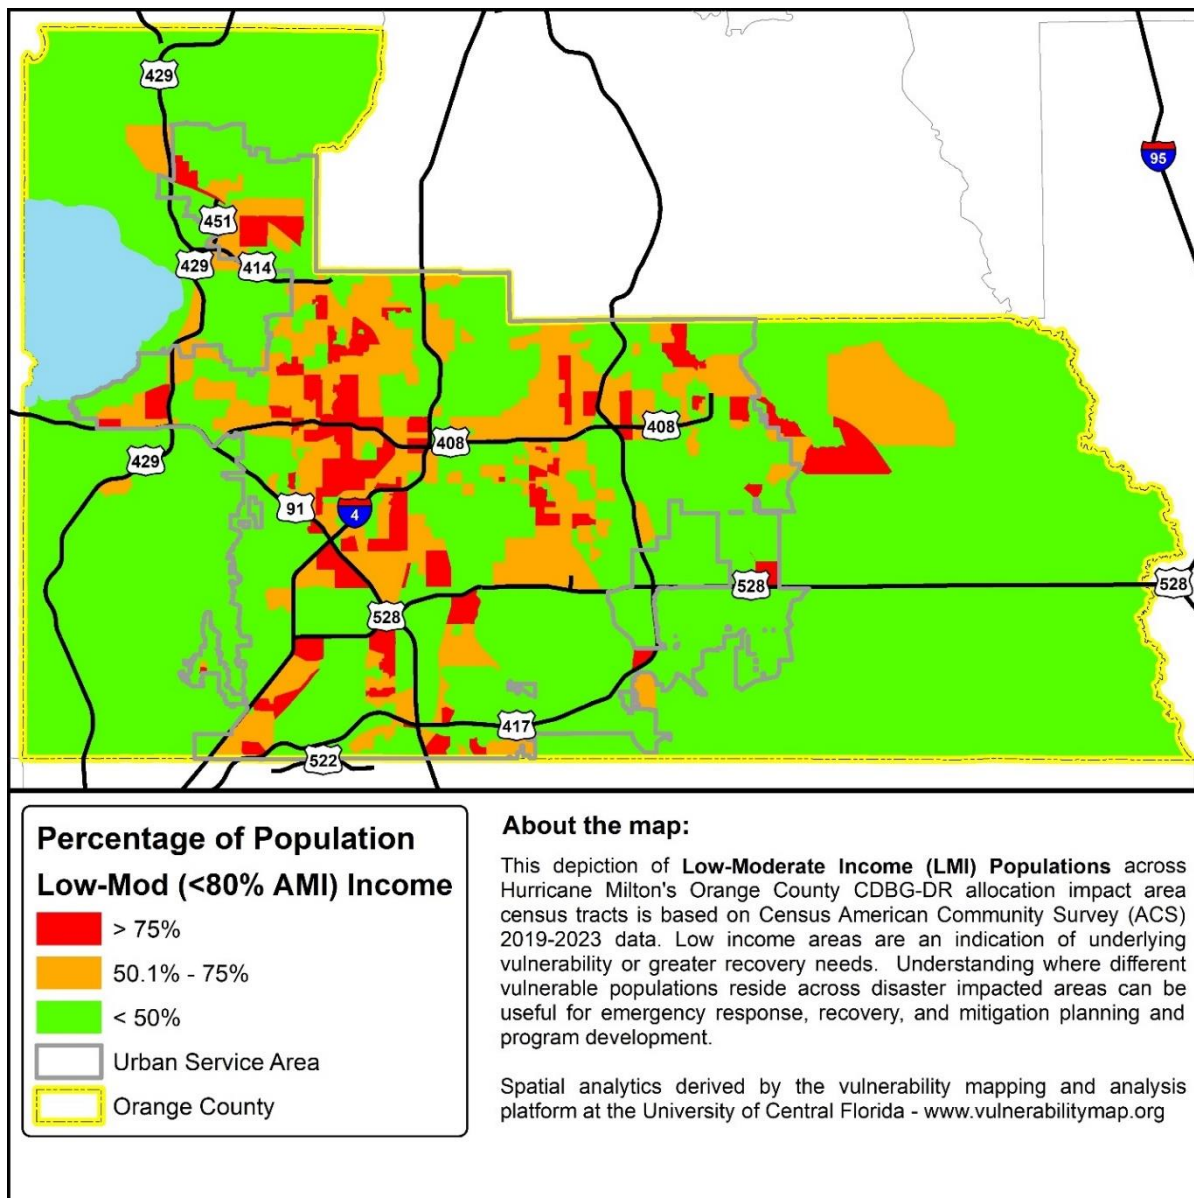 429
95
451
429
414
408
408
429
91
4
528
528
528
417
522
Percentage of Population
Low-Mod (<80% AMI) Income
> 75%
50.1% - 75%
< 50%
Urban Service Area
Orange County
About the map:
This depiction of Low-Moderate Income (LMI) Populations across
Hurricane Milton's Orange County CDBG-DR allocation impact area
census tracts is based on Census American Community Survey (ACS)
2019-2023 data. Low income areas are an indication of underlying
vulnerability or greater recovery needs. Understanding where different
vulnerable populations reside across disaster impacted areas can be
useful for emergency response, recovery, and mitigation planning and
program development.
Spatial analytics derived by the vulnerability mapping and analysis
platform at the University of Central Florida - www.vulnerabilitymap.org